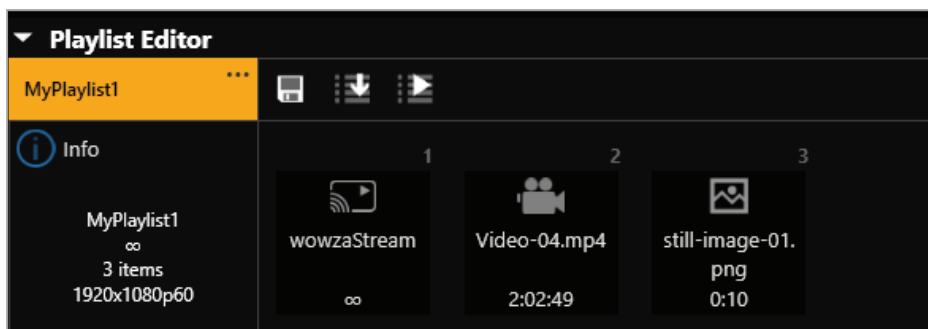 Playlist Editor
MyPlaylist1
Info
MyPlaylist1
∞
3 items
1920x1080p60
1
wowzaStream
∞
2
Video-04.mp4
2:02:49
3
still-image-01.
png
0:10